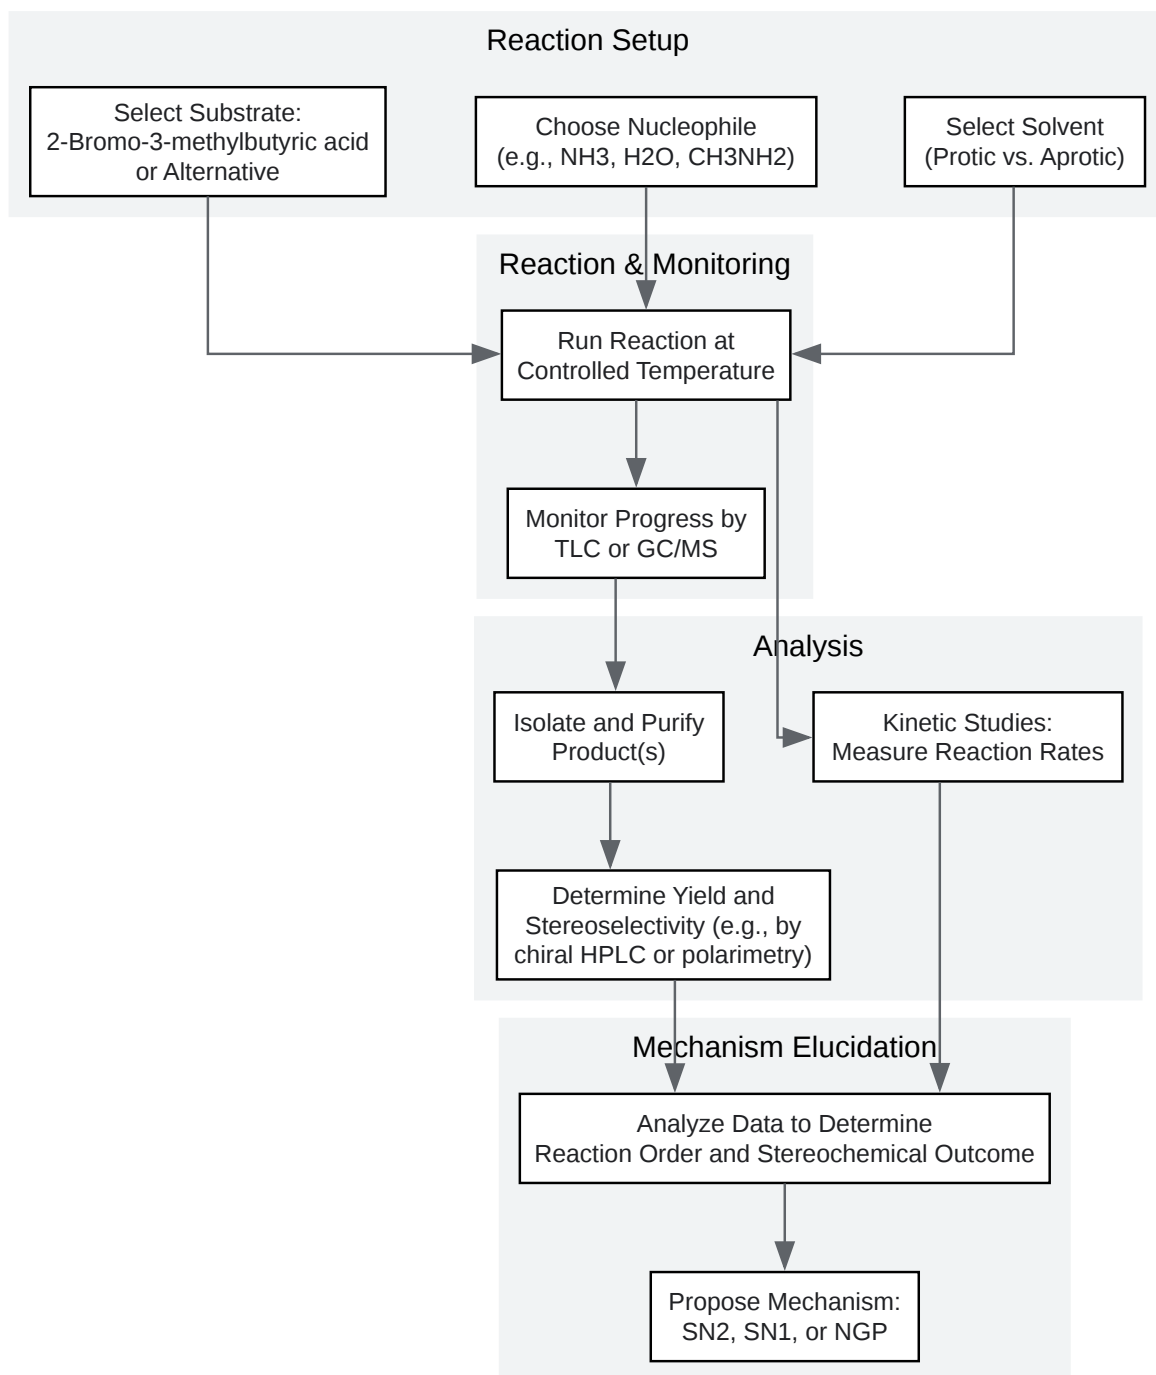 Reaction Setup
Select Substrate:
2-Bromo-3-methylbutyric acid
or Alternative
Choose Nucleophile
(e.g., NH3, H2O, CH3NH2)
Select Solvent
(Protic vs. Aprotic)
Reaction & Monitoring
Run Reaction at
Controlled Temperature
Monitor Progress by
TLC or GC/MS
Analysis
Isolate and Purify
Product(s)
Kinetic Studies:
Measure Reaction Rates
Determine Yield and
Stereoselectivity (e.g., by
chiral HPLC or polarimetry)
Mechanism Elucidation
Analyze Data to Determine
Reaction Order and Stereochemical Outcome
Propose Mechanism:
SN2, SN1, or NGP